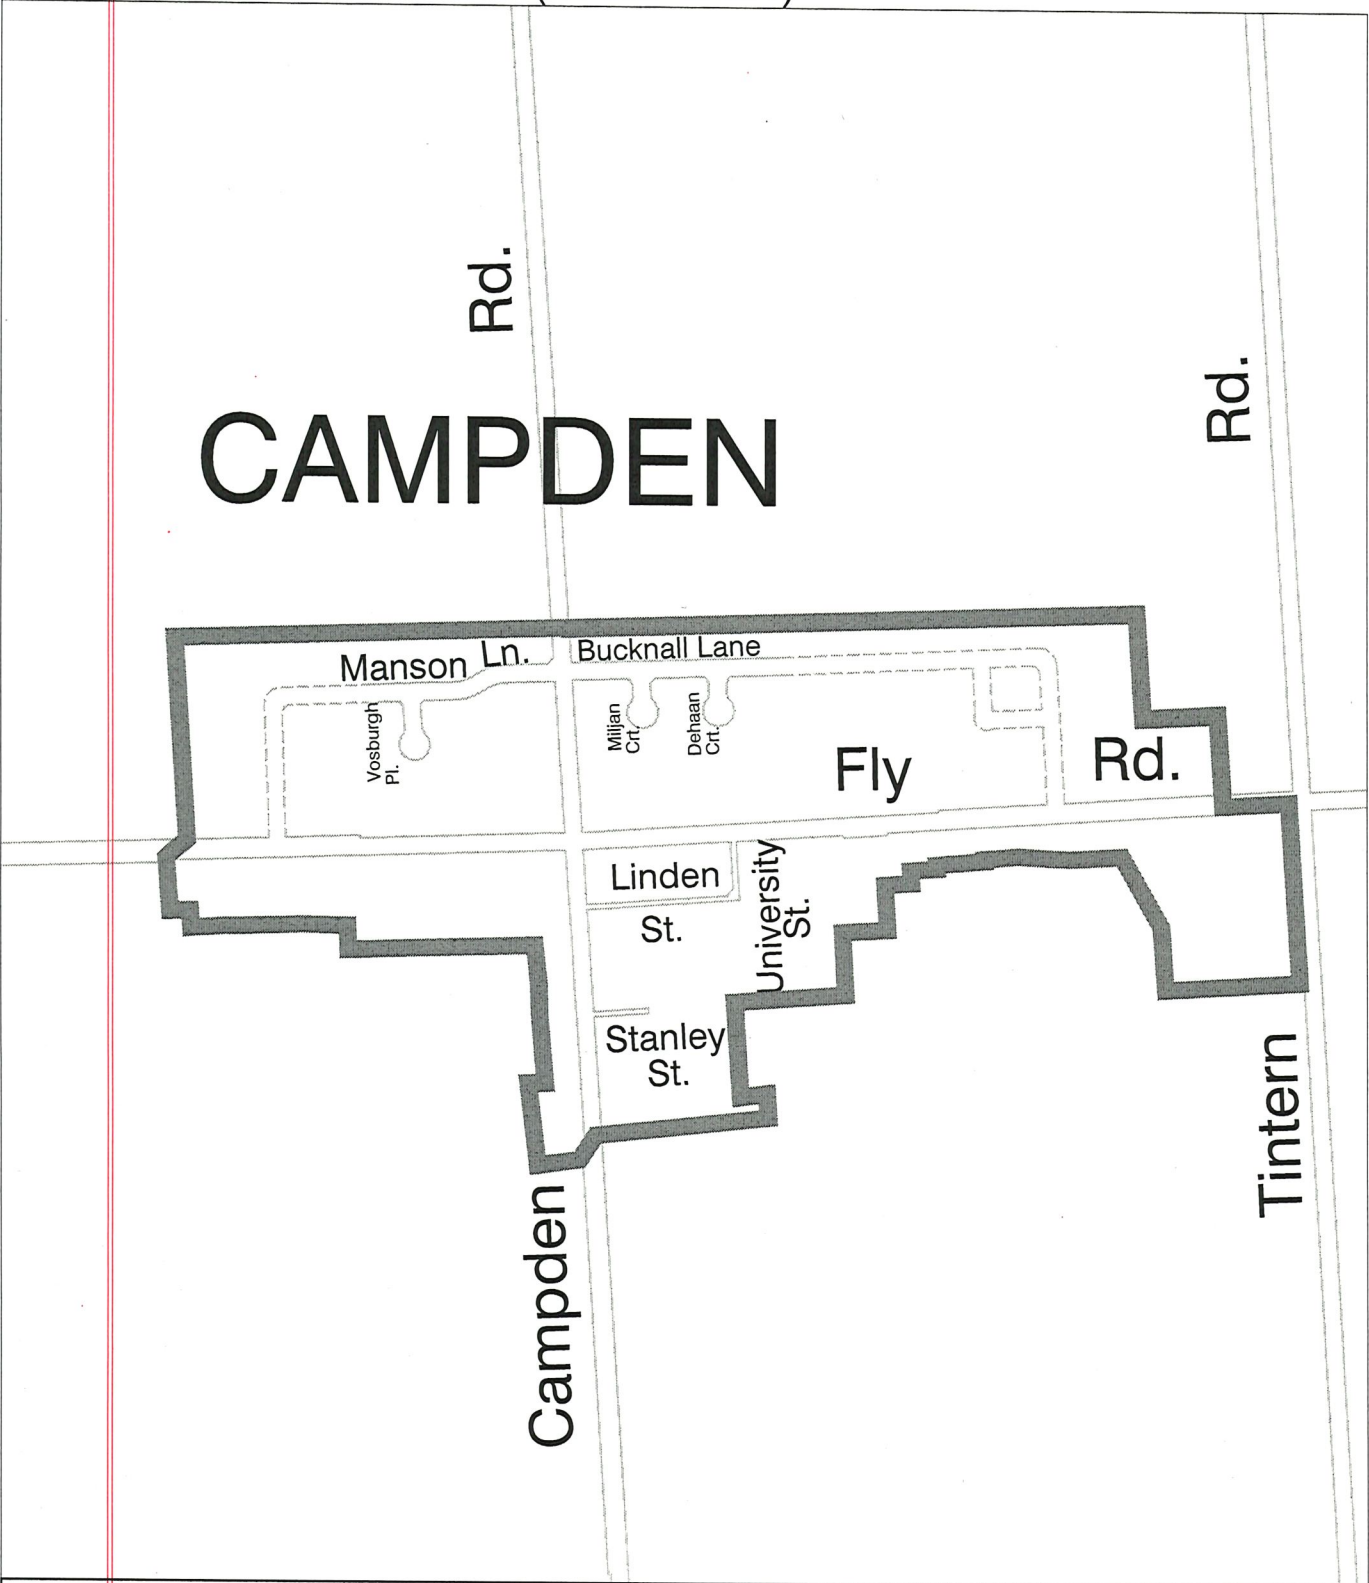 Rd.
Rd.
CAMPDEN
Manson Ln.
Bucknall Lane
Vosburgh
Pl.
Miljan
Crt.
Dehaan
Crt.
Fly Rd.
Linden
St.
University
St.
Stanley
St.
Campden
Tintern